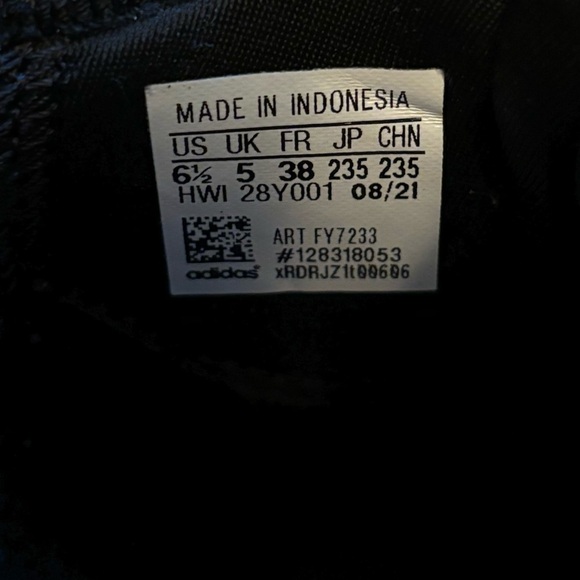 MADE IN INDONESIA
US UK FR JP CHN
6½ 5 38 235 235
HWI 28Y001 08/21
ART FY7233
#128318053
adidas® xRDRJZ1t00606